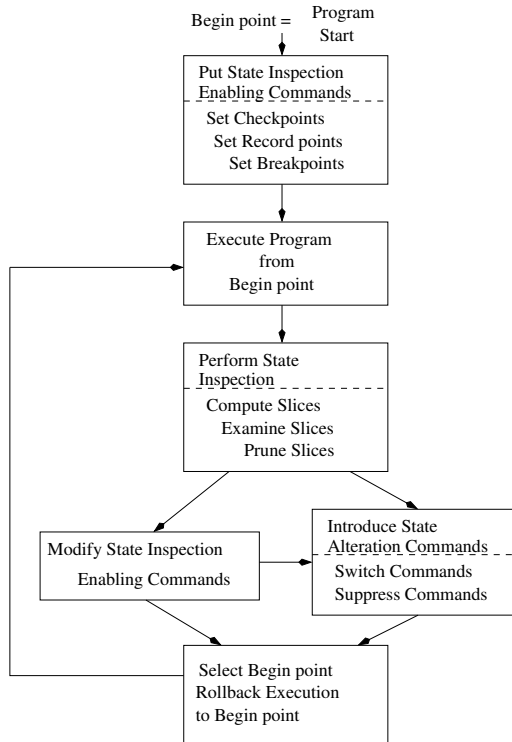 Begin point = Program
Start
Put State Inspection
Enabling Commands
Set Checkpoints
Set Record points
Set Breakpoints
Execute Program
from
Begin point
Perform State
Inspection
Compute Slices
Examine Slices
Prune Slices
Modify State Inspection
Enabling Commands
Introduce State
Alteration Commands
Switch Commands
Suppress Commands
Select Begin point
Rollback Execution
to Begin point